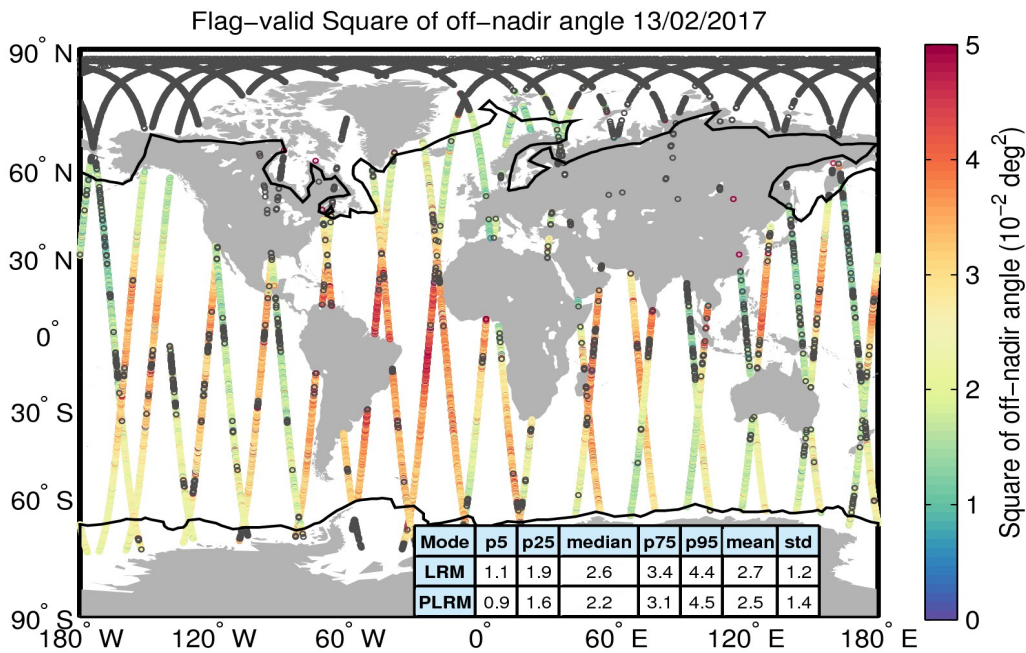 Flag-valid Square of off-nadir angle 13/02/2017
90° N
60° N
30° N
0°
30° S
60° S
90° S
180° W
120° W
60° W
0°
60° E
120° E
180° E
Mode p5 p25 median p75 p95 mean std
LRM 1.1 1.9 2.6 3.4 4.4 2.7 1.2
PLRM 0.9 1.6 2.2 3.1 4.5 2.5 1.4
5
4
3
2
1
0
Square of off-nadir angle (10⁻² deg²)